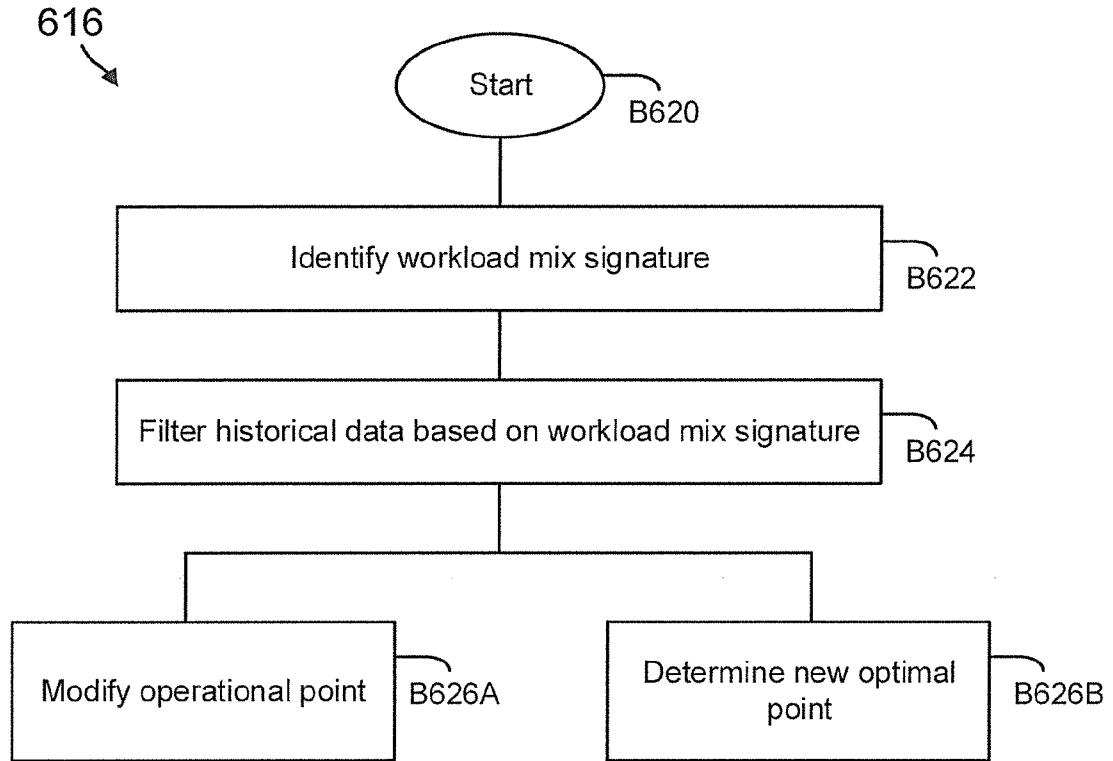 616
Start
B620
Identify workload mix signature
B622
Filter historical data based on workload mix signature
B624
Modify operational point
B626A
Determine new optimal
point
B626B